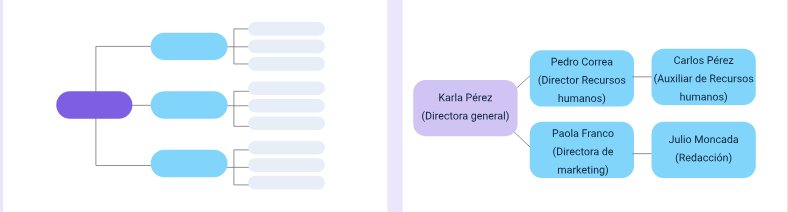 Karla Pérez
(Directora general)
Pedro Correa
(Director Recursos
humanos)
Carlos Pérez
(Auxiliar de Recursos
humanos)
Paola Franco
(Directora de
marketing)
Julio Moncada
(Redacción)